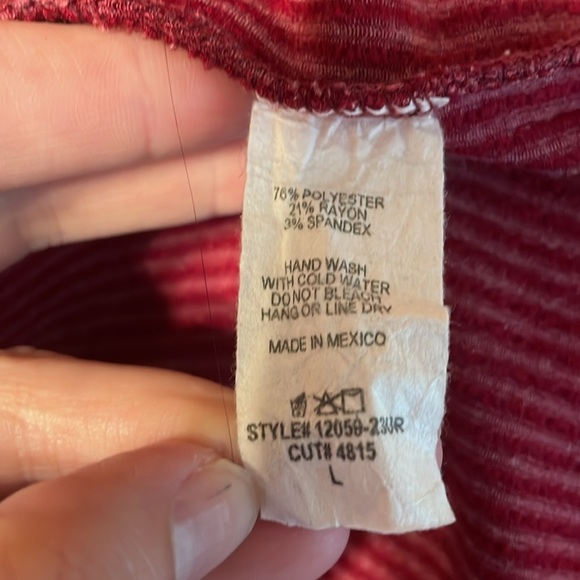 76% POLYESTER
21% RAYON
3% SPANDEX
HAND WASH
WITH COLD WATER
DO NOT BLEACH
HANG OR LINE DRY
MADE IN MEXICO
STYLE#
CUT# 4815
L